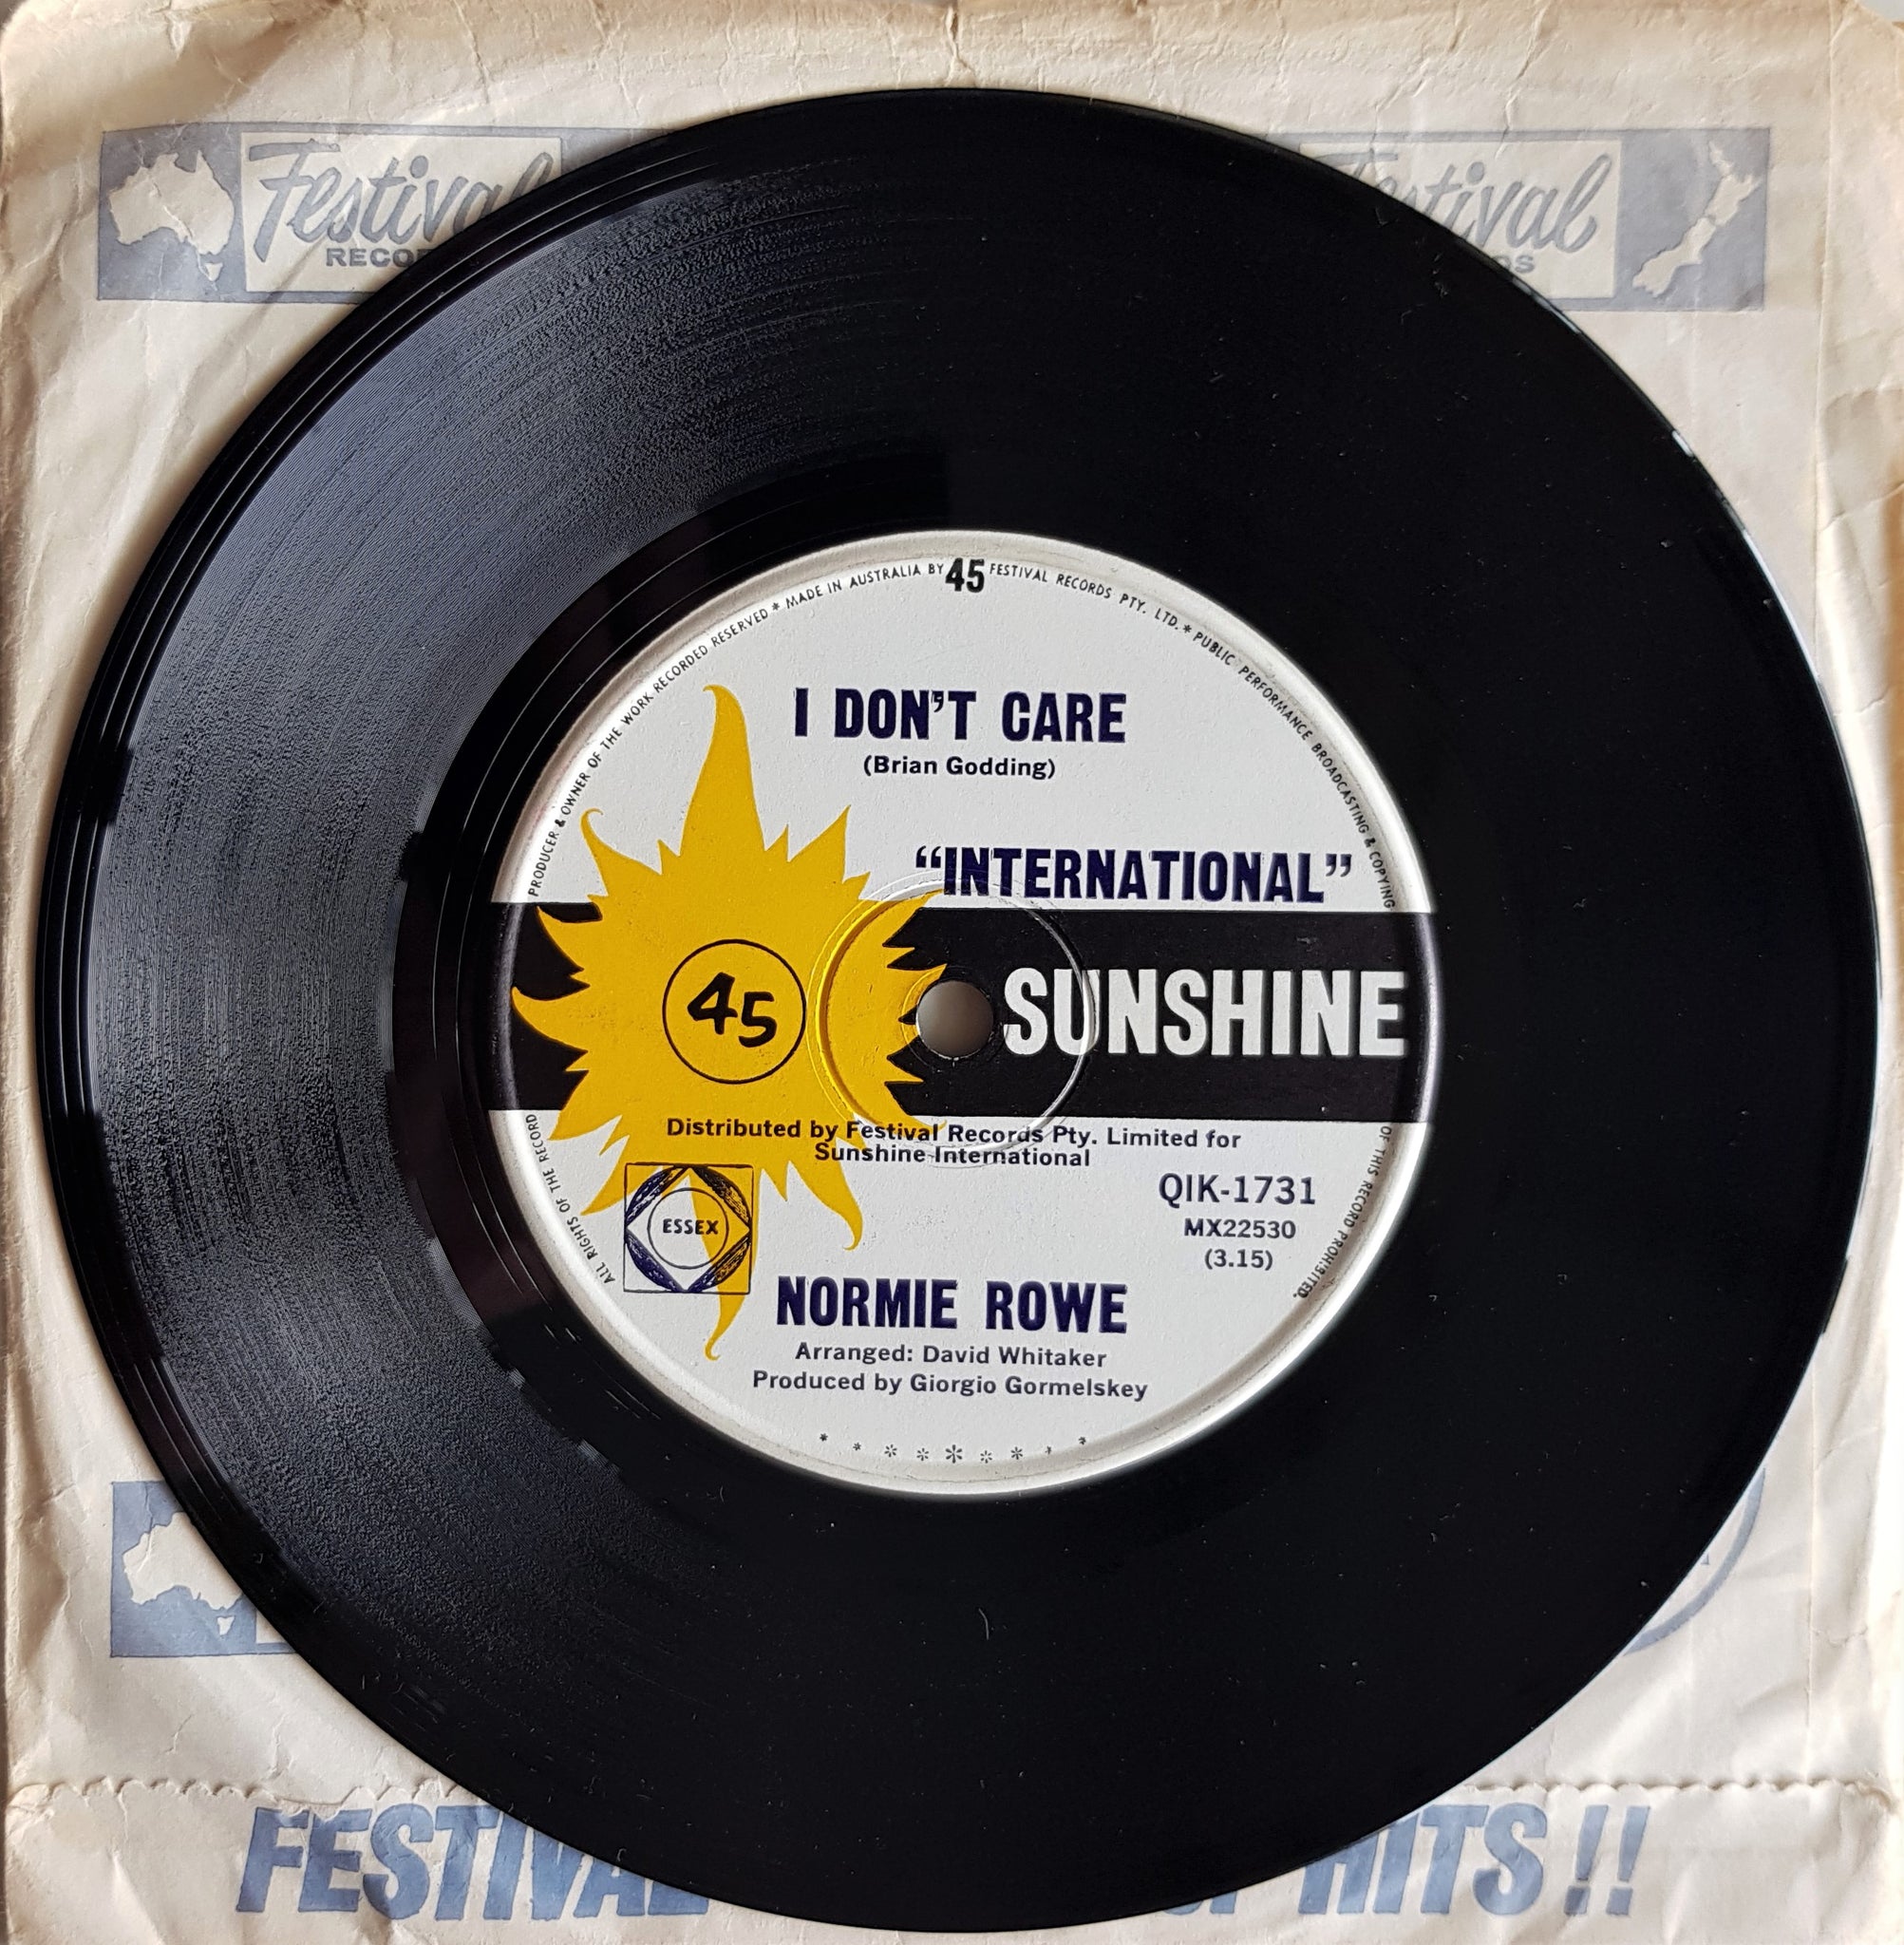 Festival
RECO
tival
DS
PRODUCER & OWNER OF THE WORK RECORDED RESERVED * MADE IN AUSTRALIA BY 45 FESTIVAL RECORDS PTY. LTD. * PUBLIC PERFORMANCE BROADCASTING & COPYING
I DON'T CARE
(Brian Godding)
“INTERNATIONAL”
SUNSHINE
45
Distributed by Festival Records Pty. Limited for
Sunshine International
QIK-1731
MX22530
(3.15)
ESSEX
NORMIE ROWE
Arranged: David Whitaker
Produced by Giorgio Gormelskey
ALL RIGHTS OF THE RECORD
OF THIS RECORD PROHIBITED.
FESTIVAL HITS!!